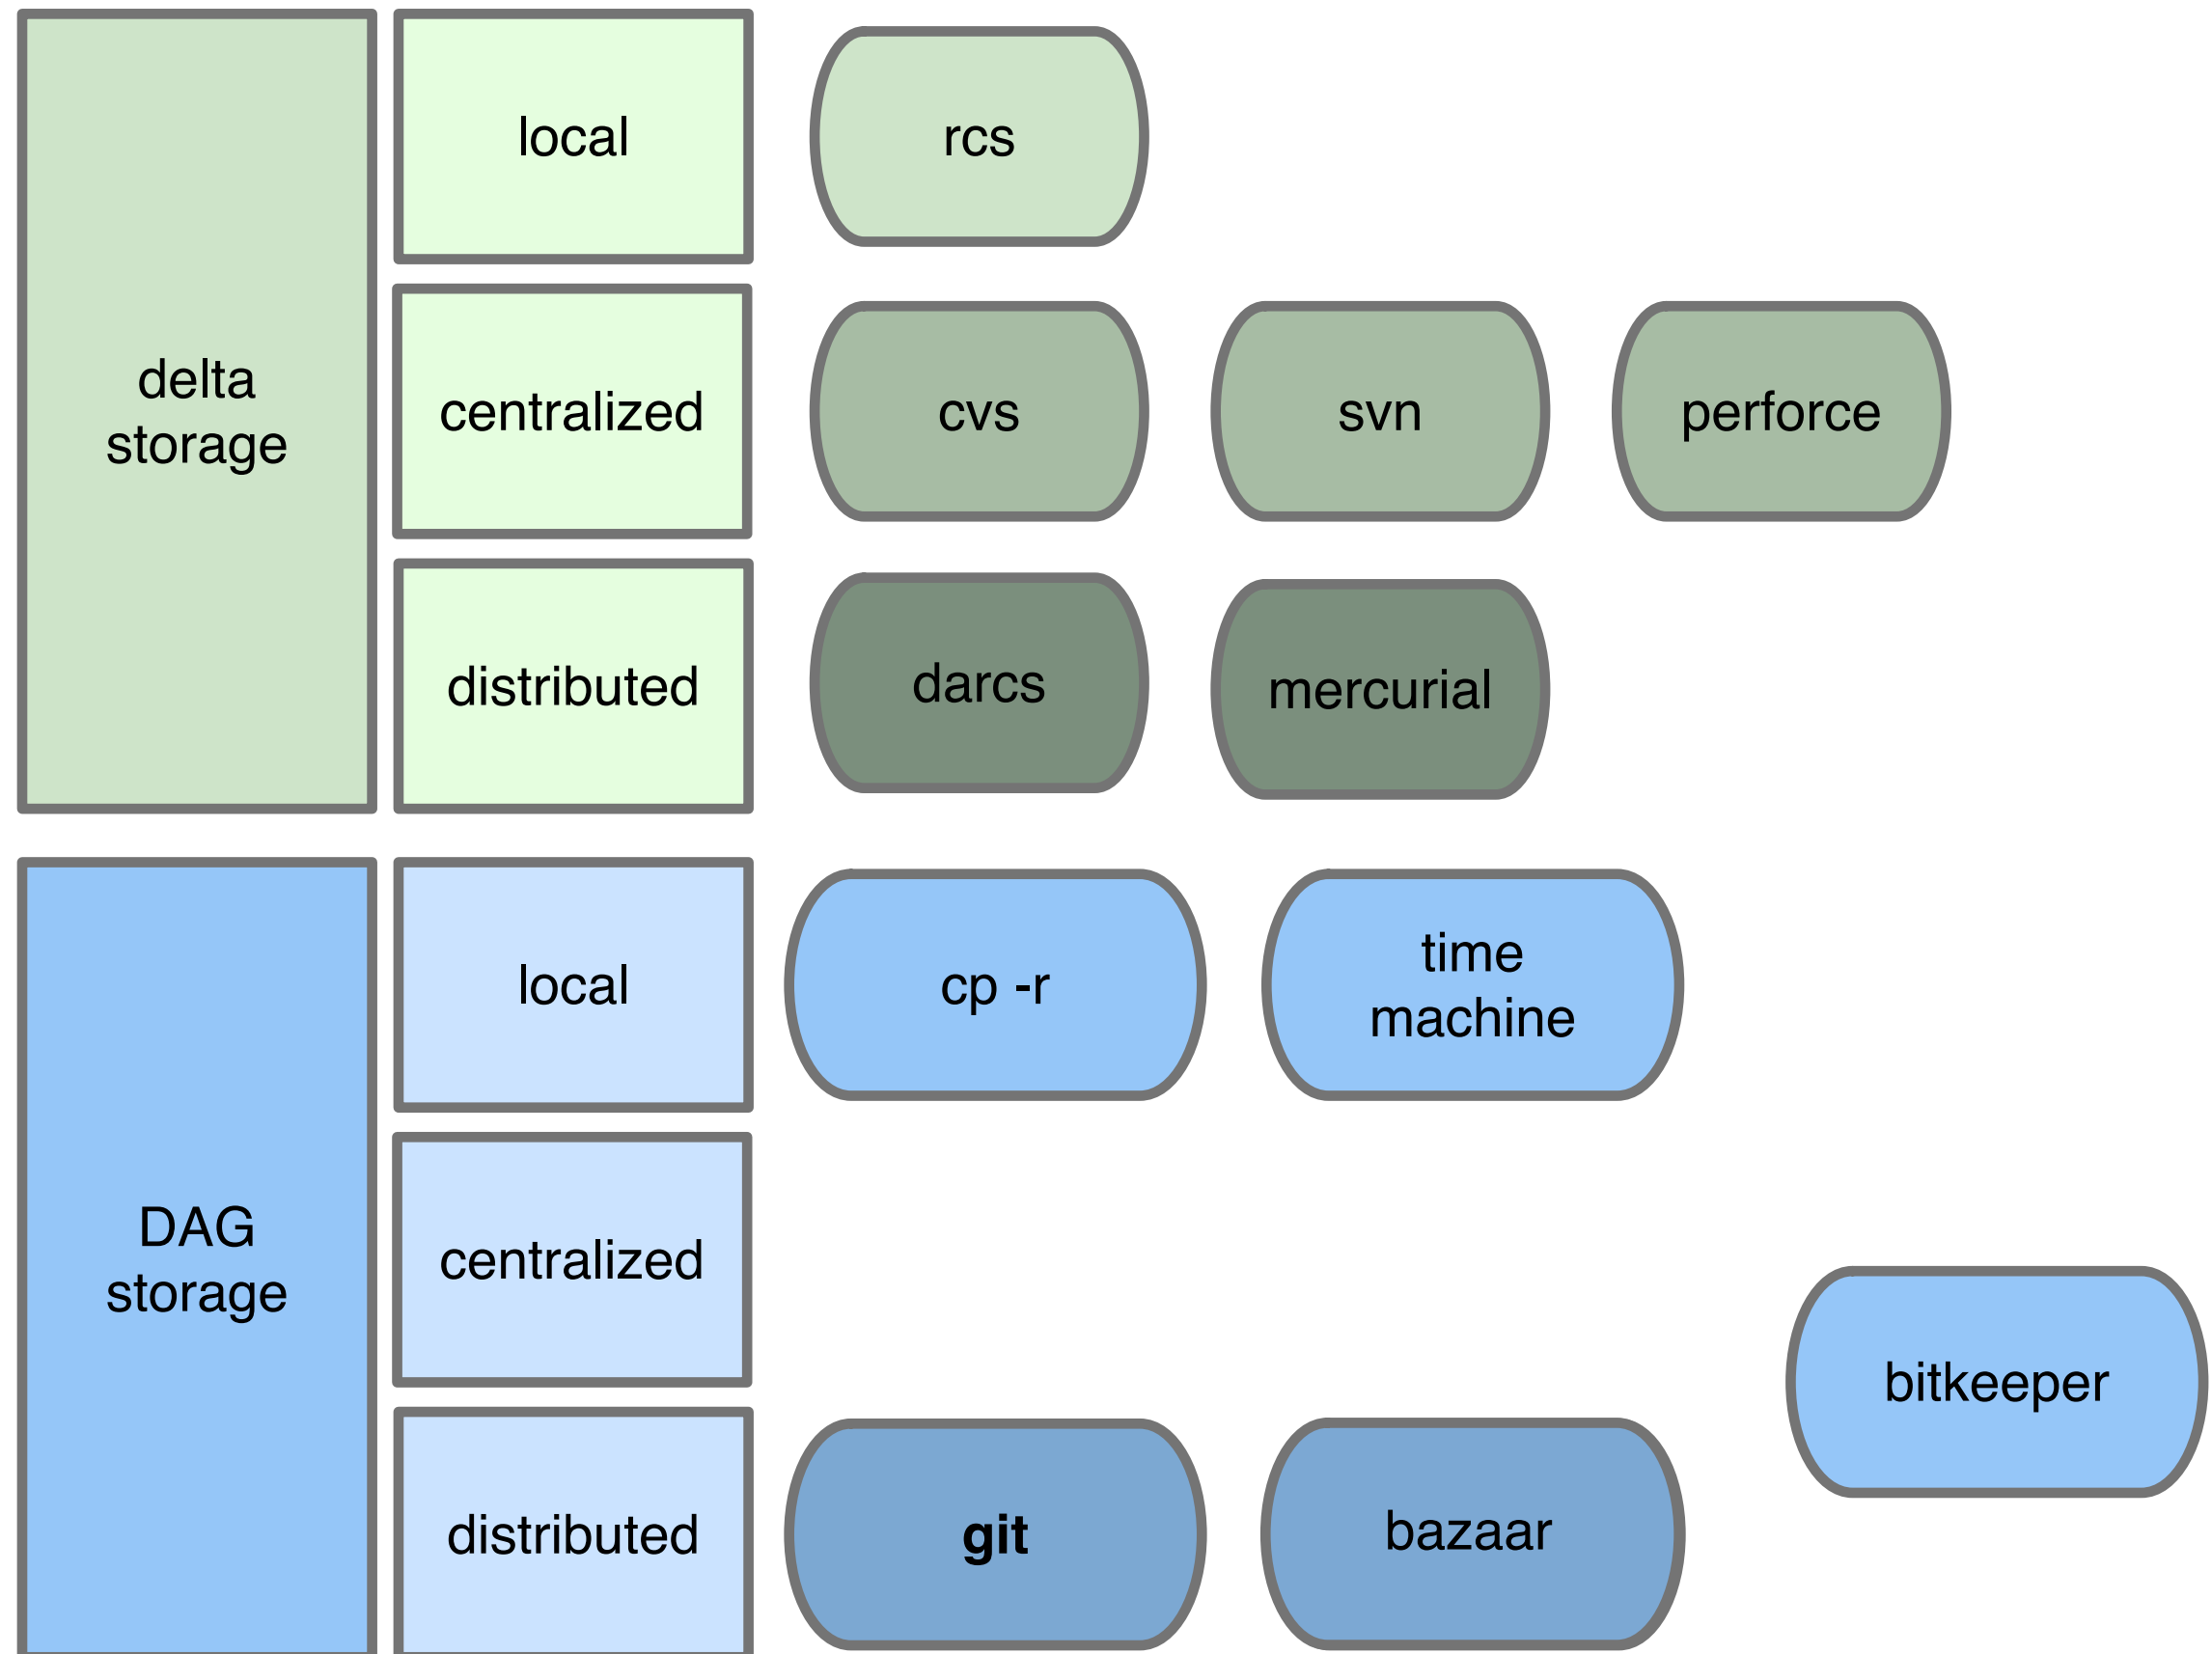 local
rcs
delta
storage
centralized
cvs
svn
perforce
distributed
darcs
mercurial
local
cp -r
time
machine
DAG
storage
centralized
bitkeeper
distributed
git
bazaar